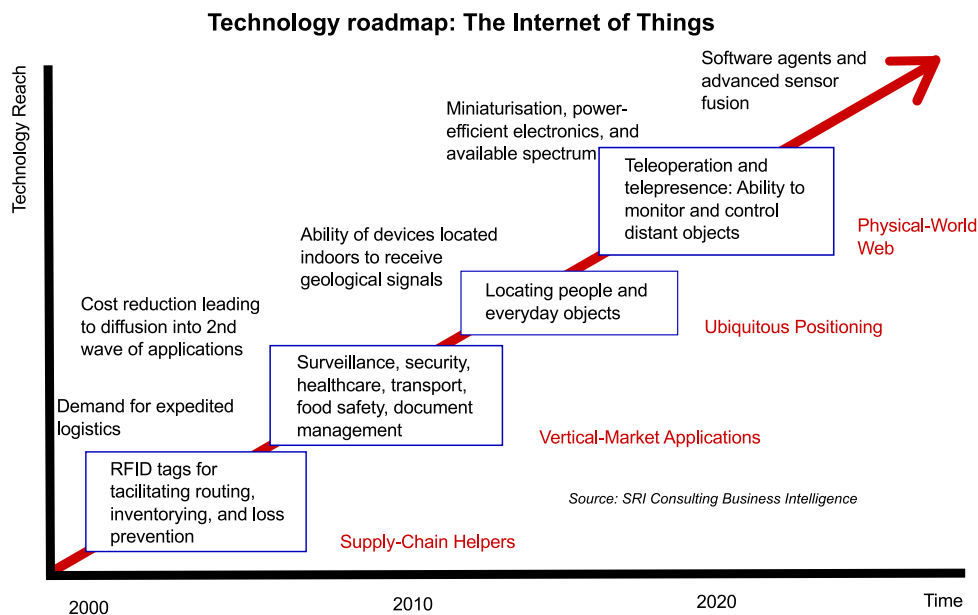 Technology roadmap: The Internet of Things
Technology Reach
Software agents and
advanced sensor
fusion
Miniaturisation, power-
efficient electronics, and
available spectrum
Teleoperation and
telepresence: Ability to
monitor and control
distant objects
Physical-World
Web
Ability of devices located
indoors to receive
geological signals
Locating people and
everyday objects
Ubiquitous Positioning
Cost reduction leading
to diffusion into 2nd
wave of applications
Surveillance, security,
healthcare, transport,
food safety, document
management
Vertical-Market Applications
Demand for expedited
logistics
RFID tags for
tacilitating routing,
inventorying, and loss
prevention
Supply-Chain Helpers
Source: SRI Consulting Business Intelligence
2000
2010
2020
Time